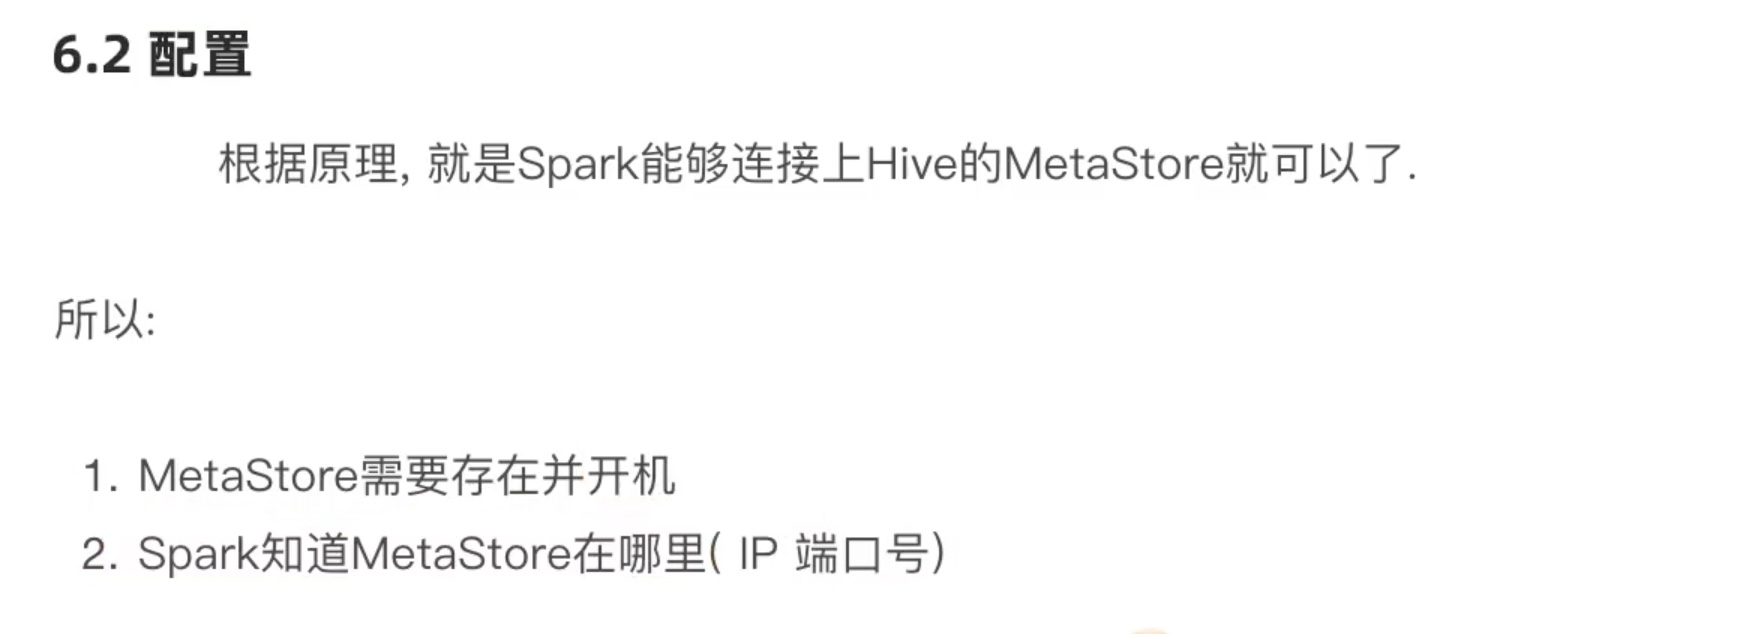 6.2 配置
根据原理, 就是Spark能够连接上Hive的MetaStore就可以了.
所以:
1. MetaStore需要存在并开机
2. Spark知道MetaStore在哪里( IP 端口号)